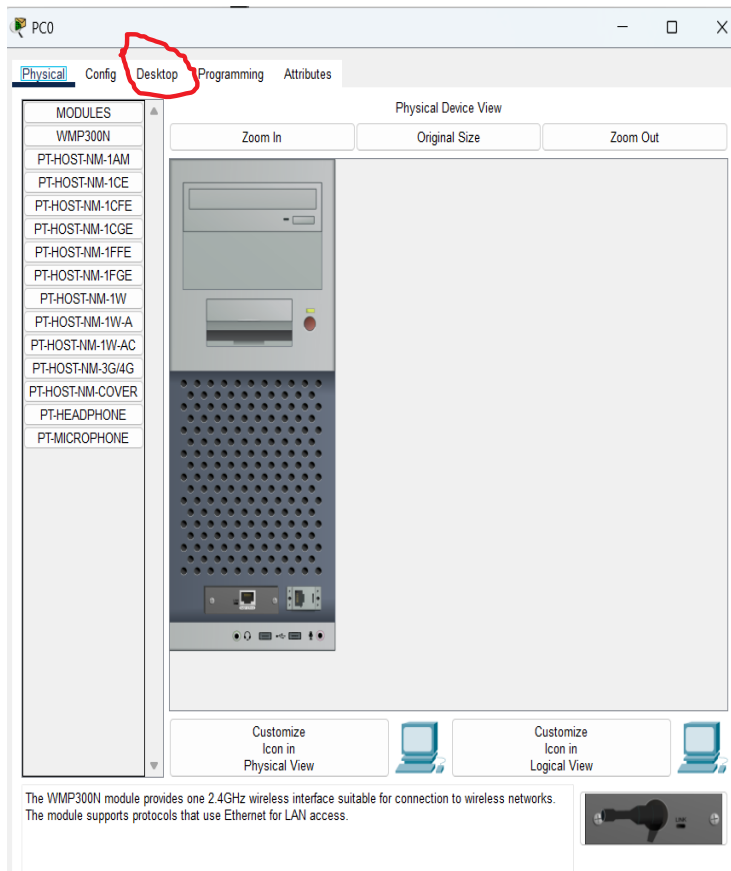 PC0
Physical Config Desktop Programming Attributes
MODULES
WMP300N
PT-HOST-NM-1AM
PT-HOST-NM-1CE
PT-HOST-NM-1CFE
PT-HOST-NM-1CGE
PT-HOST-NM-1FFE
PT-HOST-NM-1FGE
PT-HOST-NM-1W
PT-HOST-NM-1W-A
PT-HOST-NM-1W-AC
PT-HOST-NM-3G/4G
PT-HOST-NM-COVER
PT-HEADPHONE
PT-MICROPHONE
Physical Device View
Zoom In Original Size Zoom Out
Customize
Icon in
Physical View
Customize
Icon in
Logical View
The WMP300N module provides one 2.4GHz wireless interface suitable for connection to wireless networks.
The module supports protocols that use Ethernet for LAN access.
LINK